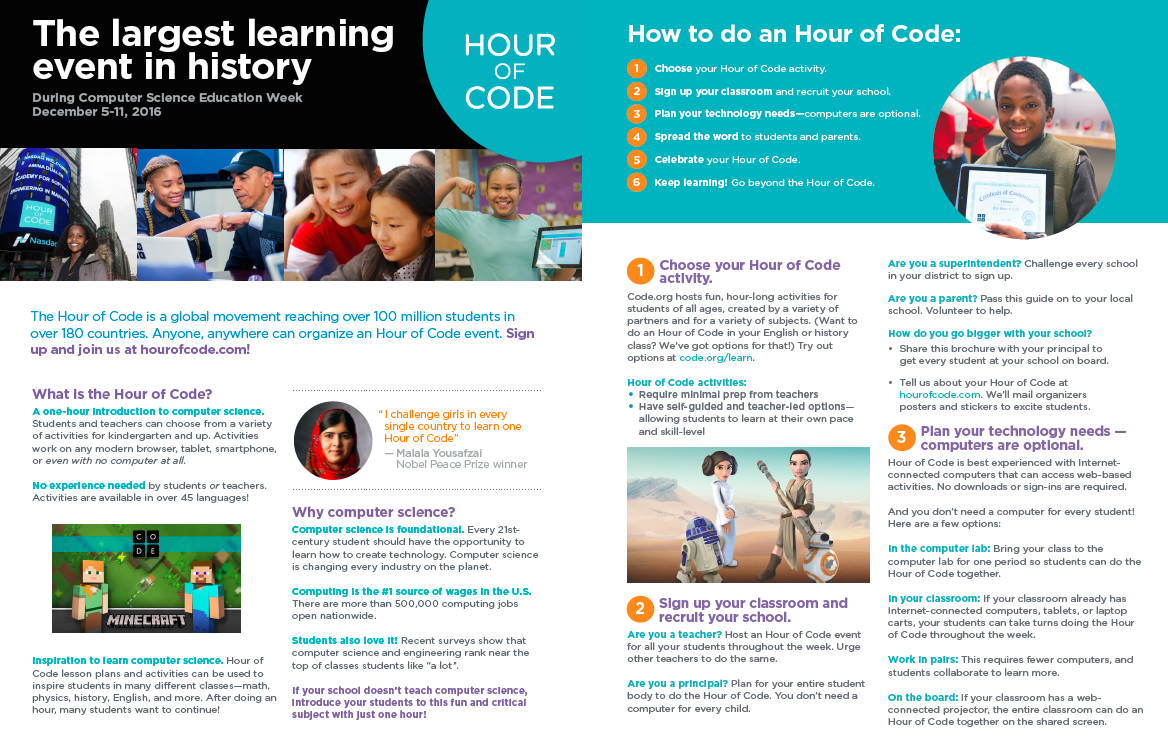 The largest learning
event in history
During Computer Science Education Week
December 5-11, 2016
HOUR
OF
CODE
HOUR
OF
CODE
Nasdaq
The Hour of Code is a global movement reaching over 100 million students in
over 180 countries. Anyone, anywhere can organize an Hour of Code event. Sign
up and join us at hourofcode.com!
What is the Hour of Code?
A one-hour introduction to computer science.
Students and teachers can choose from a variety
of activities for kindergarten and up. Activities
work on any modern browser, tablet, smartphone,
or even with no computer at all.
No experience needed by students or teachers.
Activities are available in over 45 languages!
C O
D E
MINECRAFT
Inspiration to learn computer science. Hour of
Code lesson plans and activities can be used to
inspire students in many different classes—math,
physics, history, English, and more. After doing an
hour, many students want to continue!
“I challenge girls in every
single country to learn one
Hour of Code”
— Malala Yousafzai
Nobel Peace Prize winner
Why computer science?
Computer science is foundational. Every 21st-
century student should have the opportunity to
learn how to create technology. Computer science
is changing every industry on the planet.
Computing is the #1 source of wages in the U.S.
There are more than 500,000 computing jobs
open nationwide.
Students also love it! Recent surveys show that
computer science and engineering rank near the
top of classes students like “a lot”.
If your school doesn’t teach computer science,
introduce your students to this fun and critical
subject with just one hour!
How to do an Hour of Code:
1 Choose your Hour of Code activity.
2 Sign up your classroom and recruit your school.
3 Plan your technology needs—computers are optional.
4 Spread the word to students and parents.
5 Celebrate your Hour of Code.
6 Keep learning! Go beyond the Hour of Code.
Certificate of Completion
1 Choose your Hour of Code
activity.
Code.org hosts fun, hour-long activities for
students of all ages, created by a variety of
partners and for a variety of subjects. (Want to
do an Hour of Code in your English or history
class? We’ve got options for that!) Try out
options at code.org/learn.
Hour of Code activities:
• Require minimal prep from teachers
• Have self-guided and teacher-led options—
allowing students to learn at their own pace
and skill-level
2 Sign up your classroom and
recruit your school.
Are you a teacher? Host an Hour of Code event
for all your students throughout the week. Urge
other teachers to do the same.
Are you a principal? Plan for your entire student
body to do the Hour of Code. You don’t need a
computer for every child.
Are you a superintendent? Challenge every school
in your district to sign up.
Are you a parent? Pass this guide on to your local
school. Volunteer to help.
How do you go bigger with your school?
• Share this brochure with your principal to
get every student at your school on board.
• Tell us about your Hour of Code at
hourofcode.com. We’ll mail organizers
posters and stickers to excite students.
3 Plan your technology needs —
computers are optional.
Hour of Code is best experienced with Internet-
connected computers that can access web-based
activities. No downloads or sign-ins are required.
And you don’t need a computer for every student!
Here are a few options:
In the computer lab: Bring your class to the
computer lab for one period so students can do the
Hour of Code together.
In your classroom: If your classroom already has
Internet-connected computers, tablets, or laptop
carts, your students can take turns doing the Hour
of Code throughout the week.
Work in pairs: This requires fewer computers, and
students collaborate to learn more.
On the board: If your classroom has a web-
connected projector, the entire classroom can do an
Hour of Code together on the shared screen.